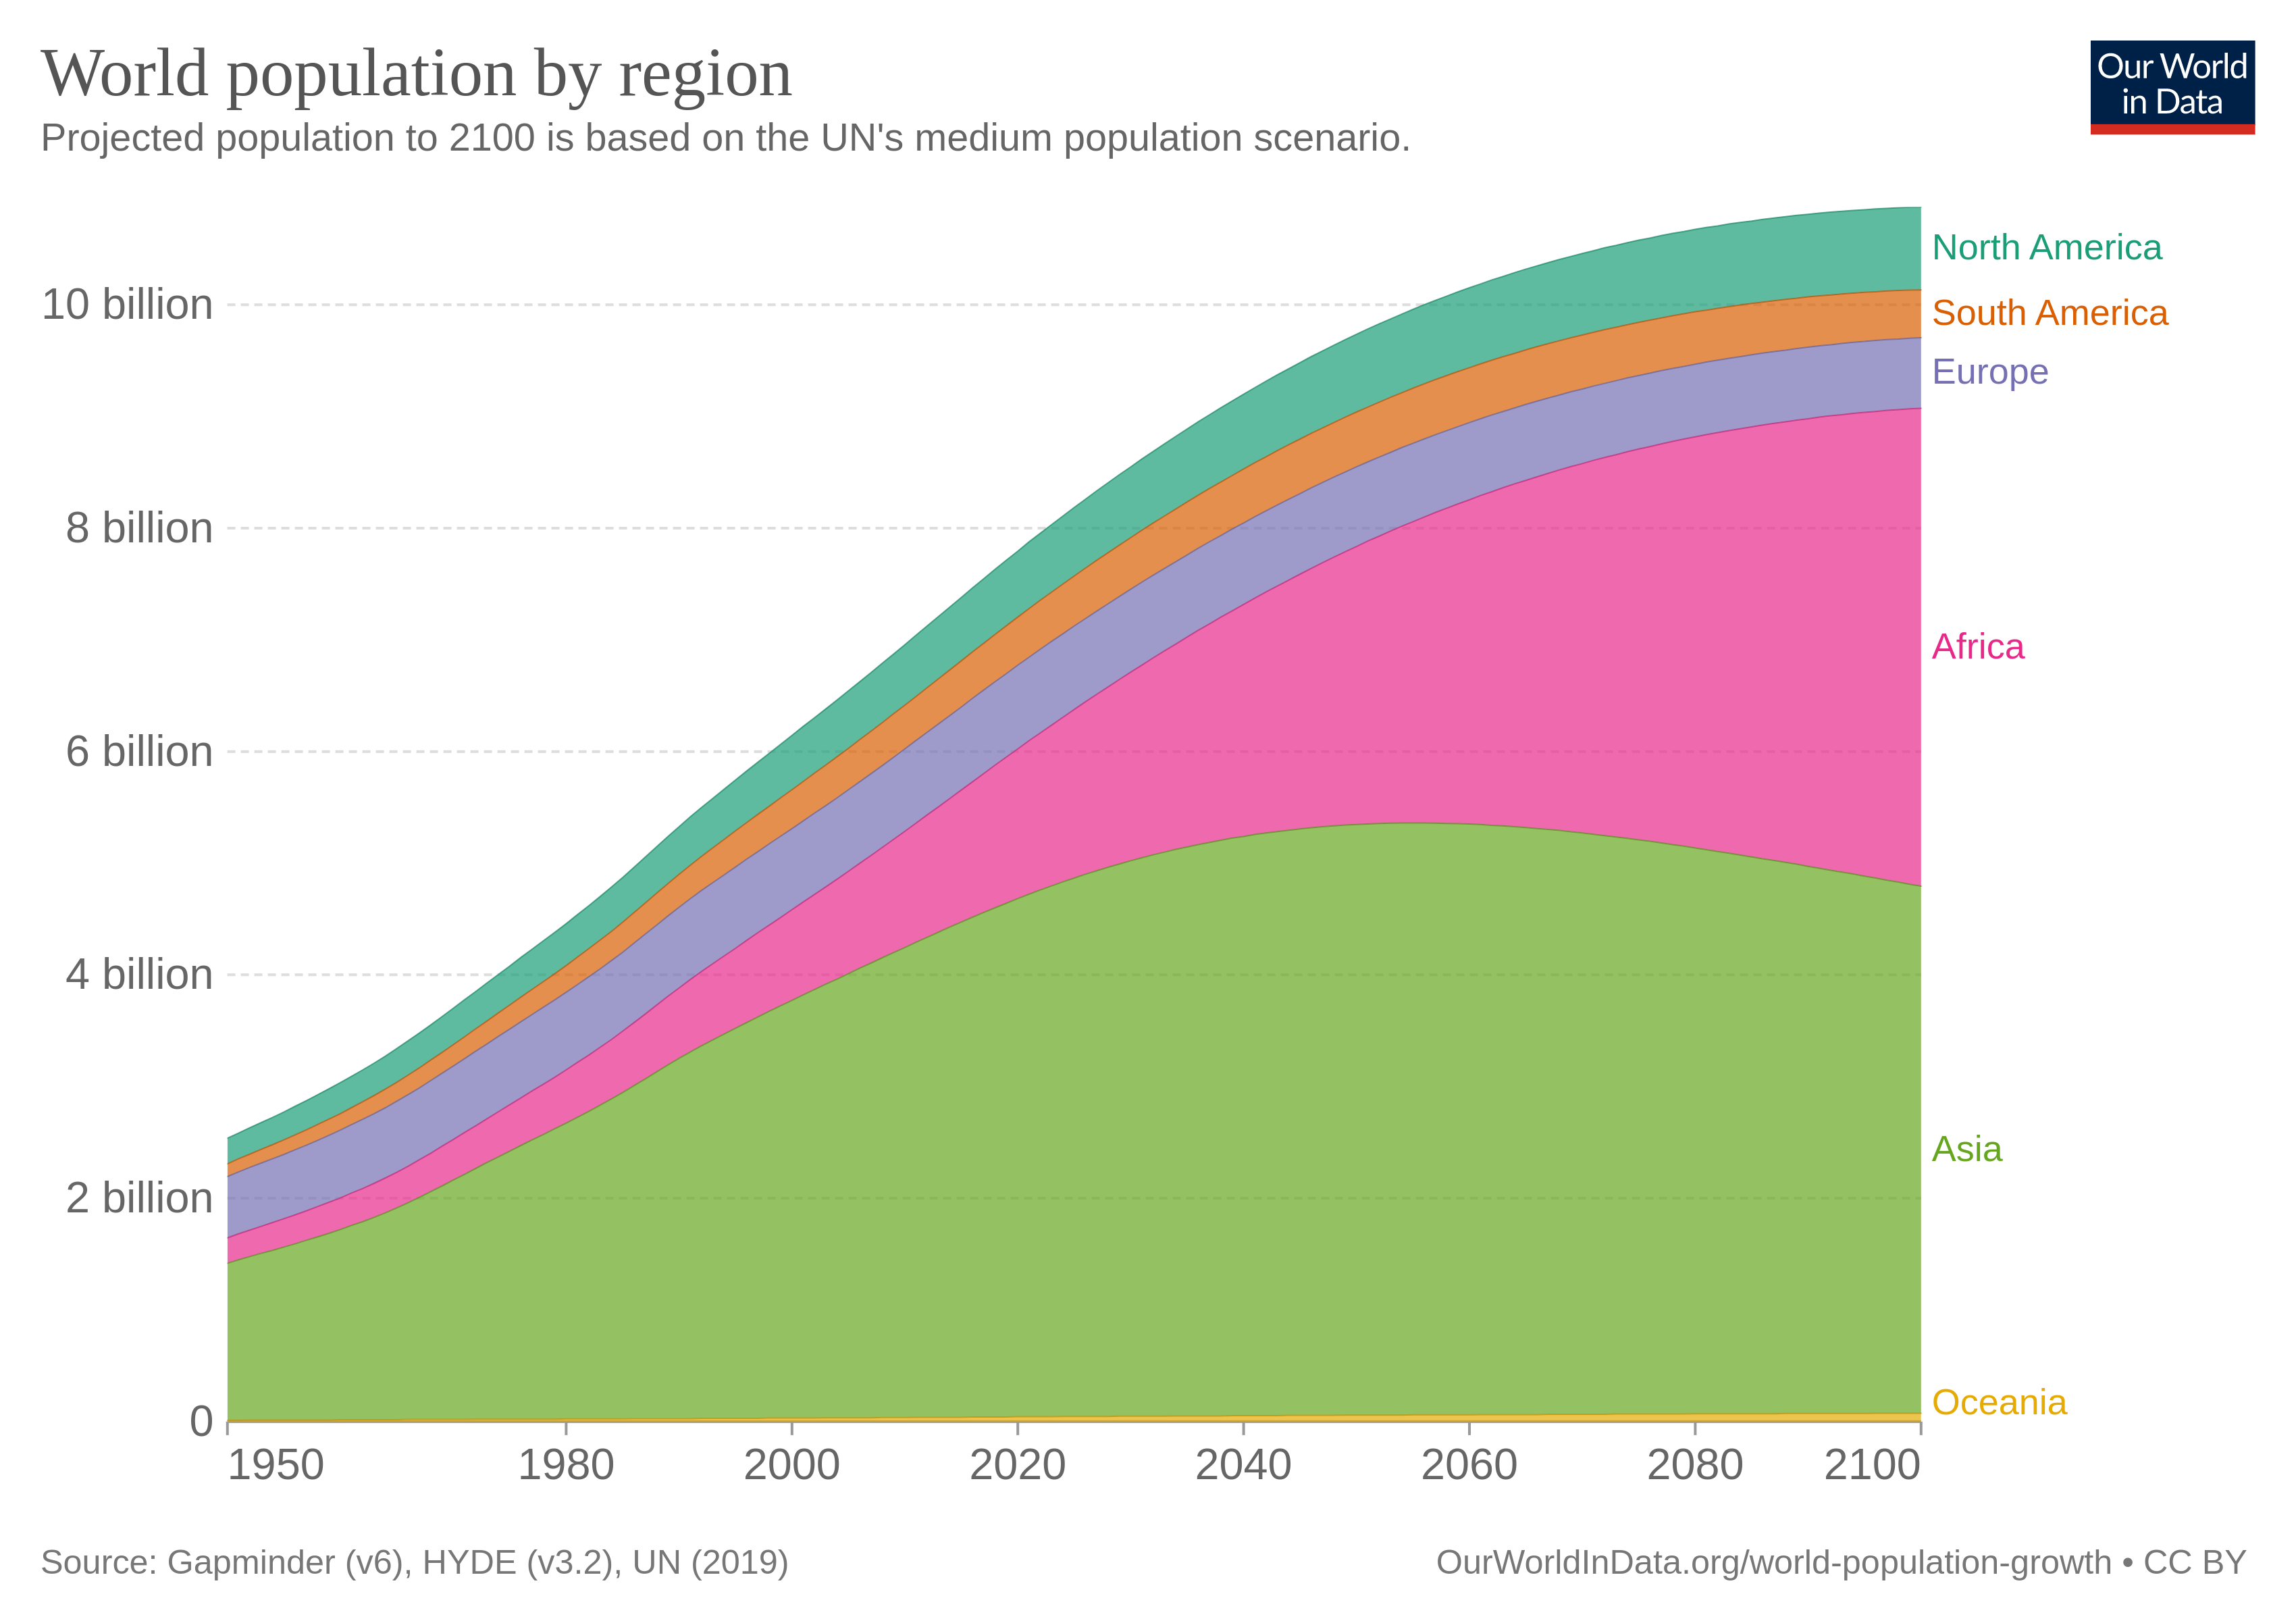 World population by region
Projected population to 2100 is based on the UN's medium population scenario.
Our World
in Data
North America
10 billion
South America
Europe
8 billion
Africa
6 billion
4 billion
Asia
2 billion
Oceania
0
1950 1980 2000 2020 2040 2060 2080 2100
Source: Gapminder (v6), HYDE (v3.2), UN (2019)
OurWorldInData.org/world-population-growth • CC BY